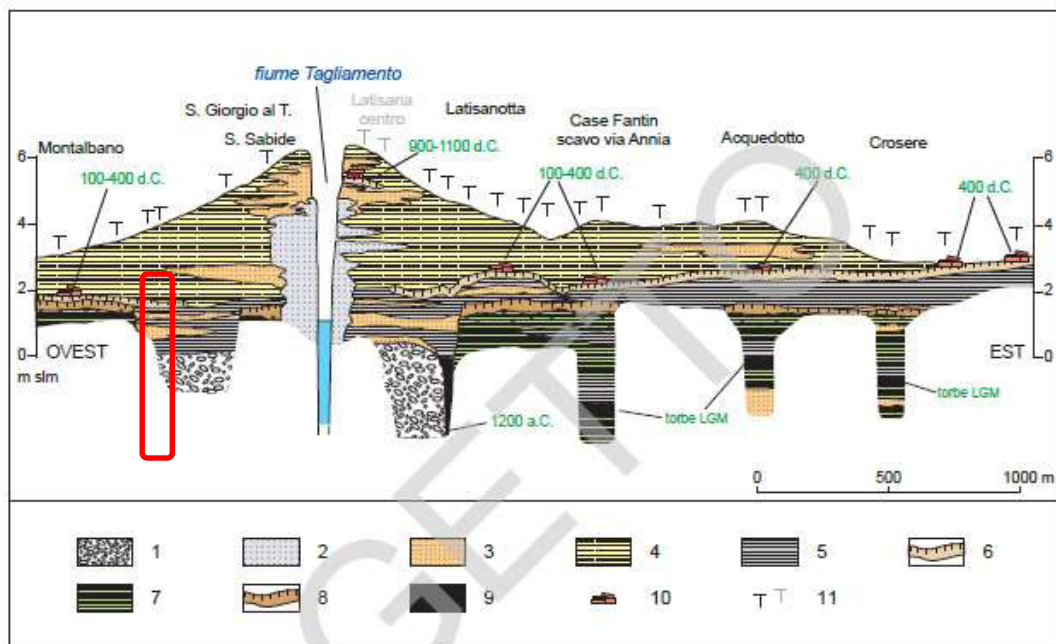 fiume Tagliamento
S. Giorgio al T.
Latisana centro
Latisanotta
Case Fantin
scavo via Annia
Acquedotto
Crosere
Montalbano
S. Sabide
900-1100 d.C.
100-400 d.C.
100-400 d.C.
400 d.C.
400 d.C.
6
4
2
0
m slm
OVEST
6
4
2
0
EST
torbe LGM
torbe LGM
1200 a.C.
0 500 1000 m
1 2 3 4 5 6
7 8 9 10 11
GETTO